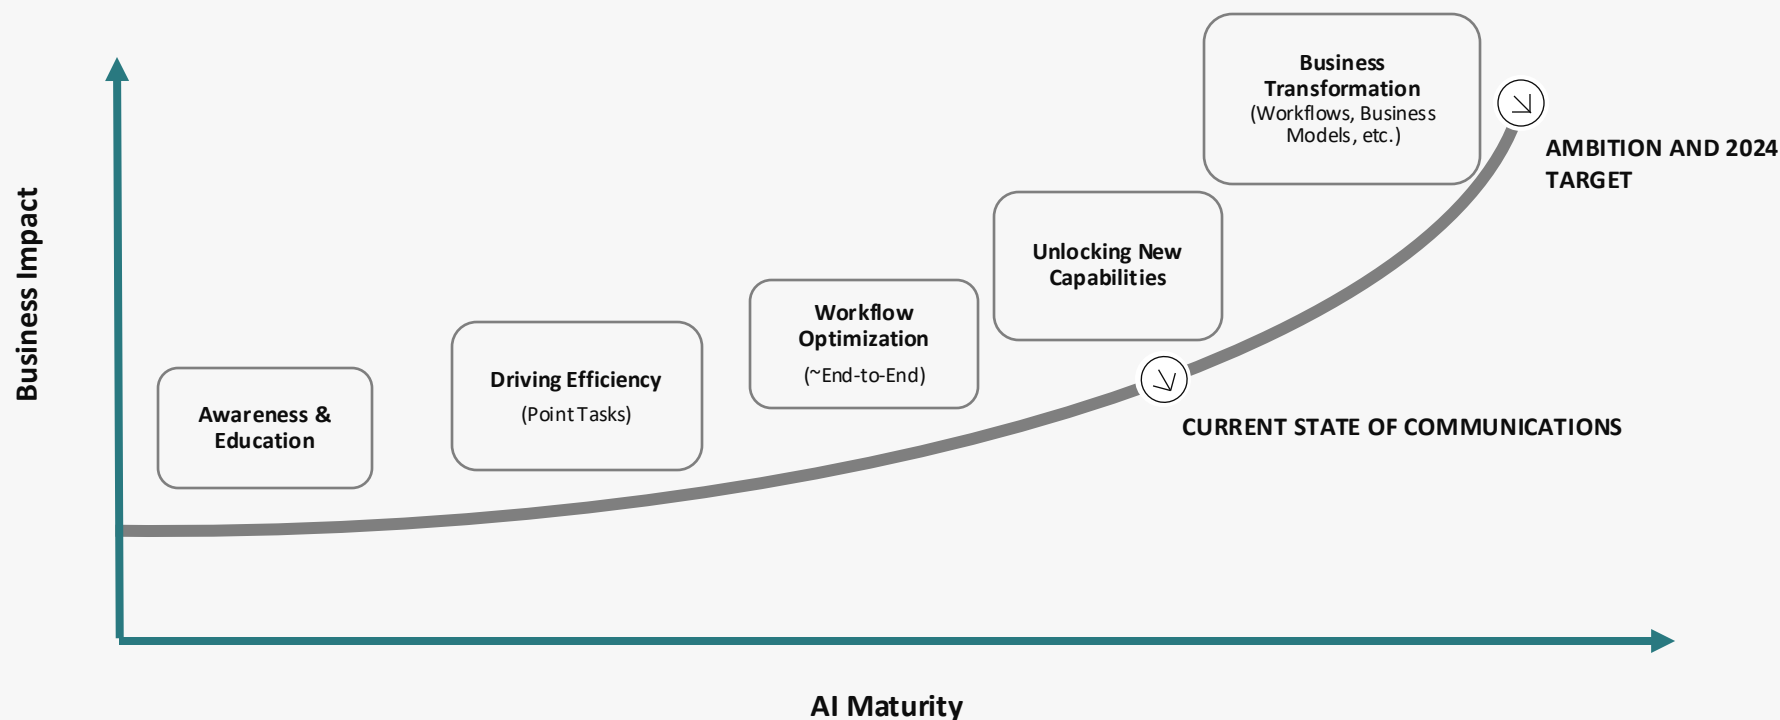 Business
Transformation
(Workflows, Business
Models, etc.)
AMBITION AND 2024
TARGET
Unlocking New
Capabilities
Workflow
Optimization
(~End-to-End)
Driving Efficiency
(Point Tasks)
Awareness &
Education
CURRENT STATE OF COMMUNICATIONS
Business Impact
AI Maturity